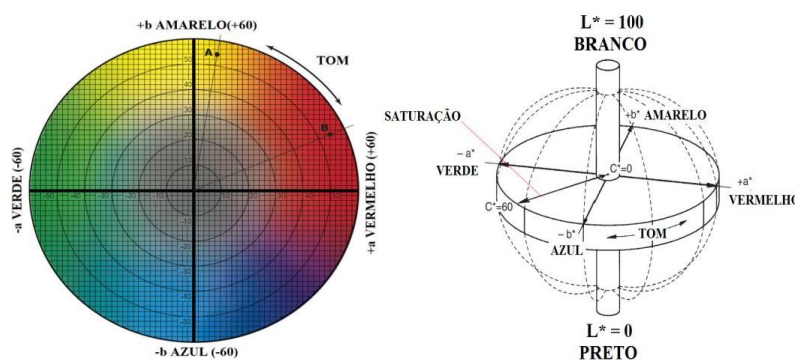 +b AMARELO(+60)
A
TOM
B
-a VERDE (-60)
+a VERMELHO (+60)
-b AZUL (-60)
L* = 100
BRANCO
SATURAÇÃO
+b* AMARELO
- a*
VERDE
C*=0
+a*
VERMELHO
C*=60
- b*
AZUL
TOM
L* = 0
PRETO